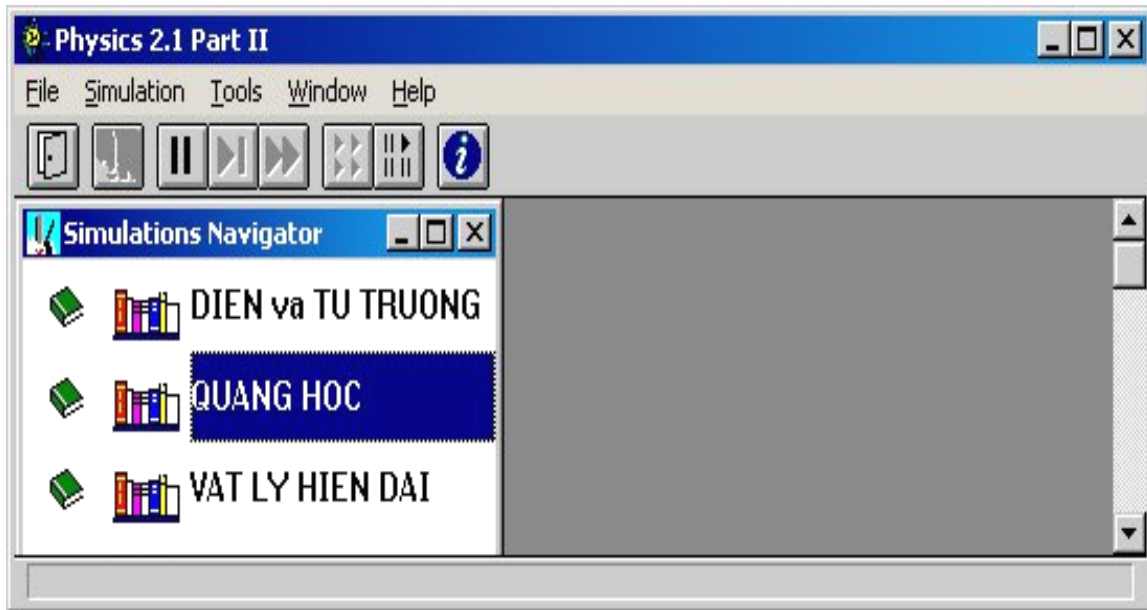 Physics 2.1 Part II
File Simulation Tools Window Help
Simulations Navigator
DIEN va TU TRUONG
QUANG HOC
VAT LY HIEN DAI